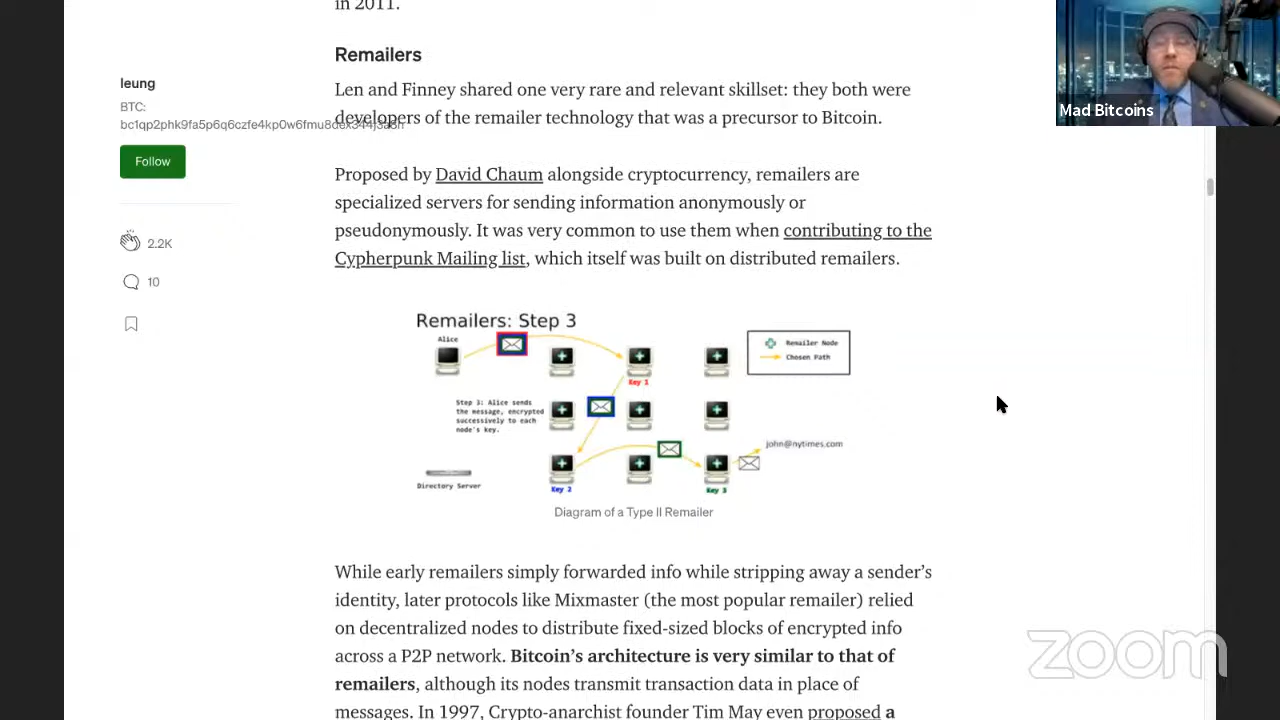 in 2011.
Remailers
leung
BTC:
Len and Finney shared one very rare and relevant skillset: they both were
developers of the remailer technology that was a precursor to Bitcoin.
Follow
Proposed by David Chaum alongside cryptocurrency, remailers are
specialized servers for sending information anonymously or
pseudonymously. It was very common to use them when contributing to the
Cypherpunk Mailing list, which itself was built on distributed remailers.
2.2K
10
Remailers: Step 3
Alice
Remailer Node
Chosen Path
Key 1
Step 3: Alice sends
the message, encrypted
successively to each
node's key.
john@nytimes.com
Directory Server
Key 2
Key 3
Diagram of a Type II Remailer
While early remailers simply forwarded info while stripping away a sender's
identity, later protocols like Mixmaster (the most popular remailer) relied
on decentralized nodes to distribute fixed-sized blocks of encrypted info
across a P2P network. Bitcoin's architecture is very similar to that of
remailers, although its nodes transmit transaction data in place of
messages. In 1997, Crypto-anarchist founder Tim May even proposed a
Mad Bitcoins
zoom